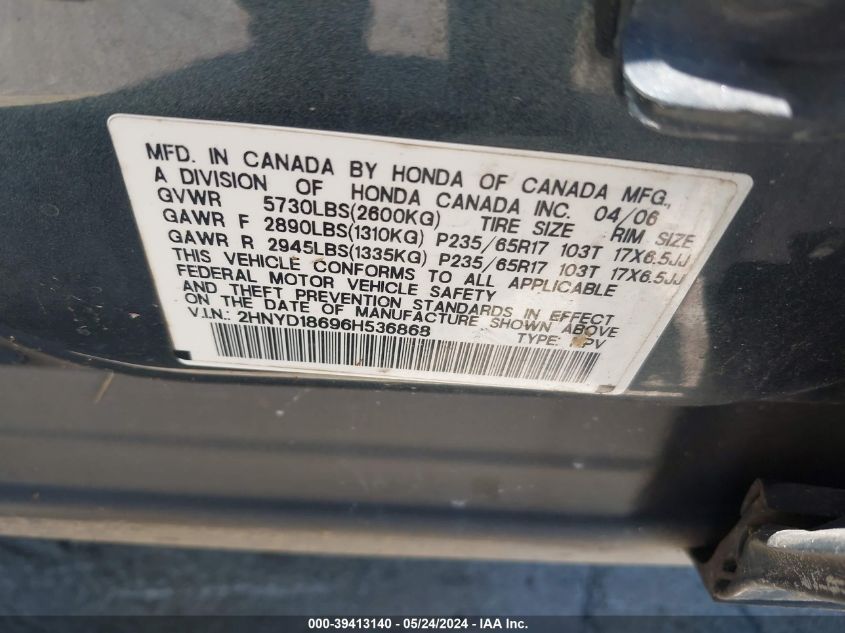 MFD. IN CANADA BY HONDA OF CANADA MFG.,
A DIVISION OF HONDA CANADA INC. 04/06
GVWR 5730LBS(2600KG) TIRE SIZE RIM SIZE
GAWR F 2890LBS(1310KG) P235/65R17 103T 17X6.5JJ
GAWR R 2945LBS(1335KG) P235/65R17 103T 17X6.5JJ
THIS VEHICLE CONFORMS TO ALL APPLICABLE
FEDERAL MOTOR VEHICLE SAFETY
AND THEFT PREVENTION STANDARDS IN EFFECT
ON THE DATE OF MANUFACTURE SHOWN ABOVE
V.I.N.: 2HNYD18696H536868 TYPE: MPV
000-39413140 - 05/24/2024 - IAA Inc.